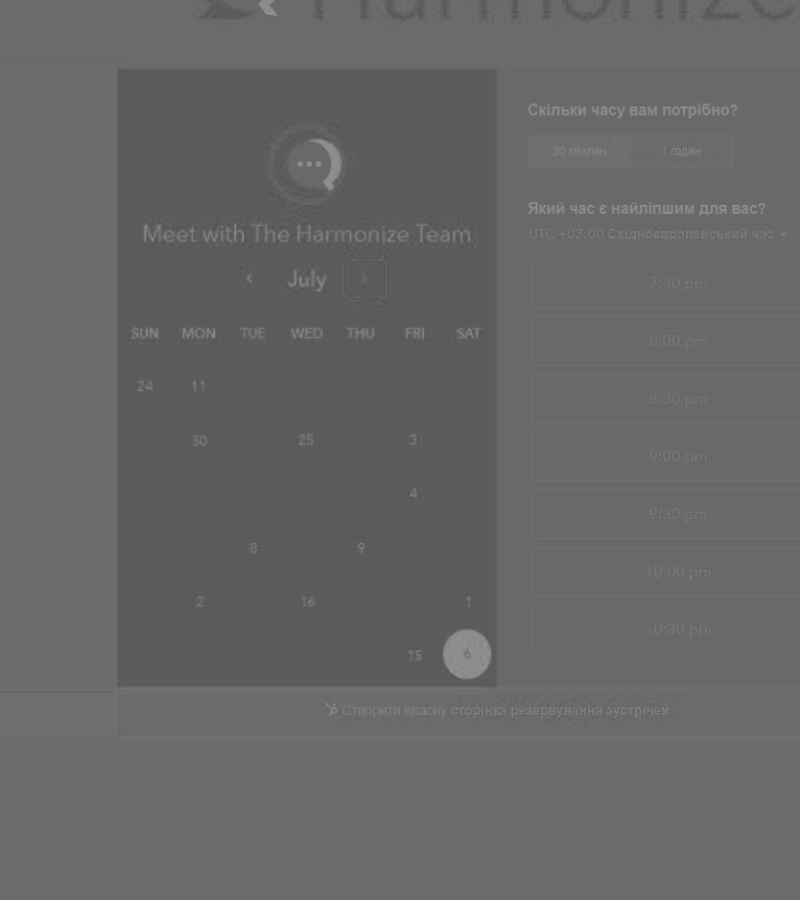 Harmonize
Meet with The Harmonize Team
July
SUN MON TUE WED THU FRI SAT
24 11
30 25 3
4
8 9
2 16 1
15 6
Скільки часу вам потрібно?
30 хвилин 1 годин
Який час є найліпшим для вас?
UTC +03:00 Східноєвропейський час
7:30 pm
8:00 pm
8:30 pm
9:00 pm
9:30 pm
10:00 pm
10:30 pm
Створити власну сторінка резервування зустрічей